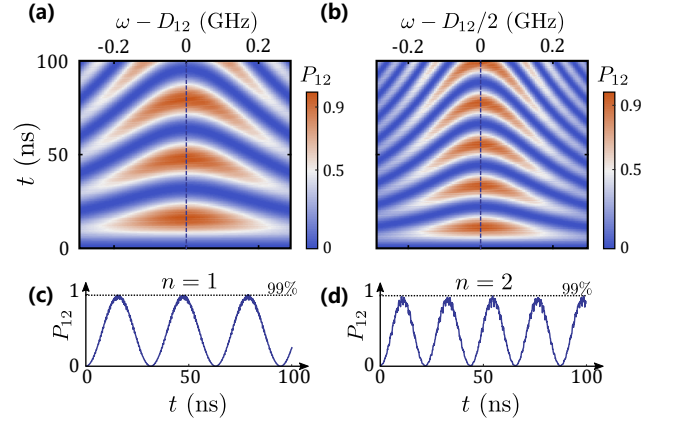 (a)
ω − D₁₂ (GHz)
-0.2 0 0.2
100
50
0
t (ns)
P₁₂
0.9
0.5
0
(b)
ω − D₁₂/2 (GHz)
-0.2 0 0.2
P₁₂
0.9
0.5
0
(c)
n = 1
99%
1
0
P₁₂
0 50 100
t (ns)
(d)
n = 2
99%
1
0
P₁₂
0 50 100
t (ns)